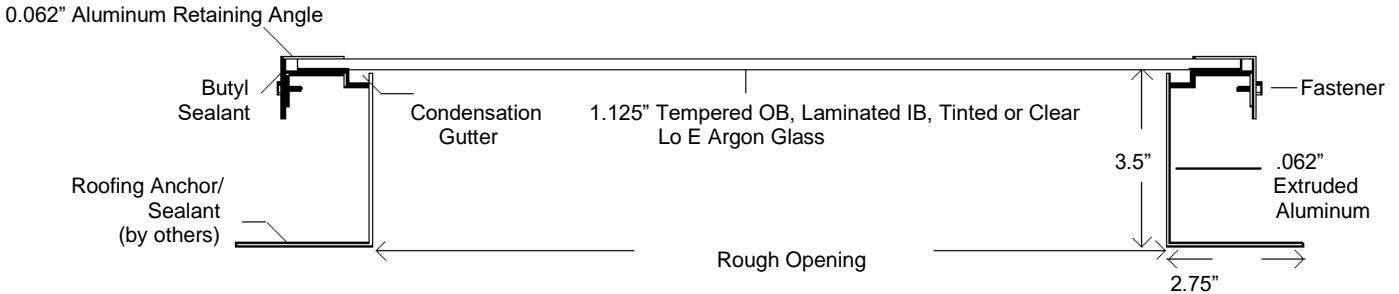 0.062” Aluminum Retaining Angle
Butyl
Sealant
Condensation
Gutter
1.125” Tempered OB, Laminated IB, Tinted or Clear
Lo E Argon Glass
Fastener
3.5”
.062”
Extruded
Aluminum
Roofing Anchor/
Sealant
(by others)
Rough Opening
2.75”